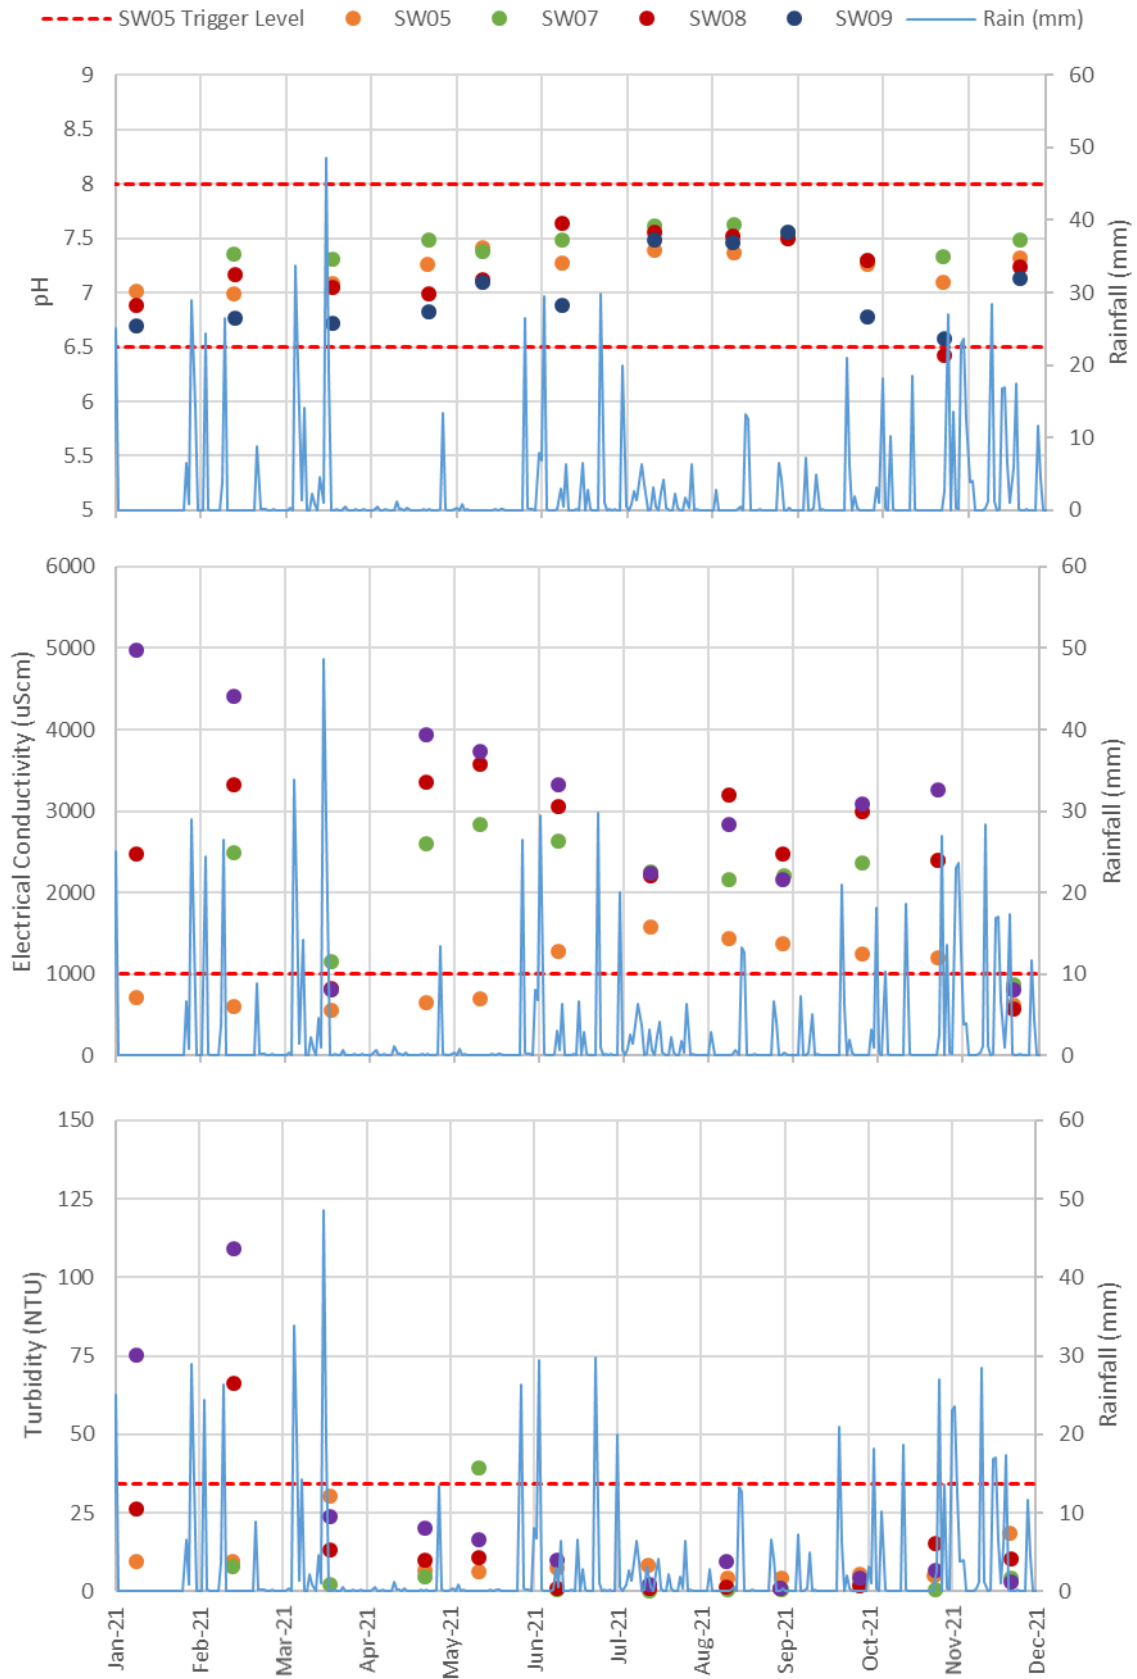 SW05 Trigger Level SW05 SW07 SW08 SW09 Rain (mm)
9 60
8.5 50
8 40
7.5
7 30
6.5 20
6
5.5 10
5 0
pH
Rainfall (mm)
6000 60
5000 50
4000 40
3000 30
2000 20
1000 10
0 0
Electrical Conductivity (uScm)
Rainfall (mm)
150 60
125 50
100 40
75 30
50 20
25 10
0 0
Turbidity (NTU)
Rainfall (mm)
Jan-21 Feb-21 Mar-21 Apr-21 May-21 Jun-21 Jul-21 Aug-21 Sep-21 Oct-21 Nov-21 Dec-21